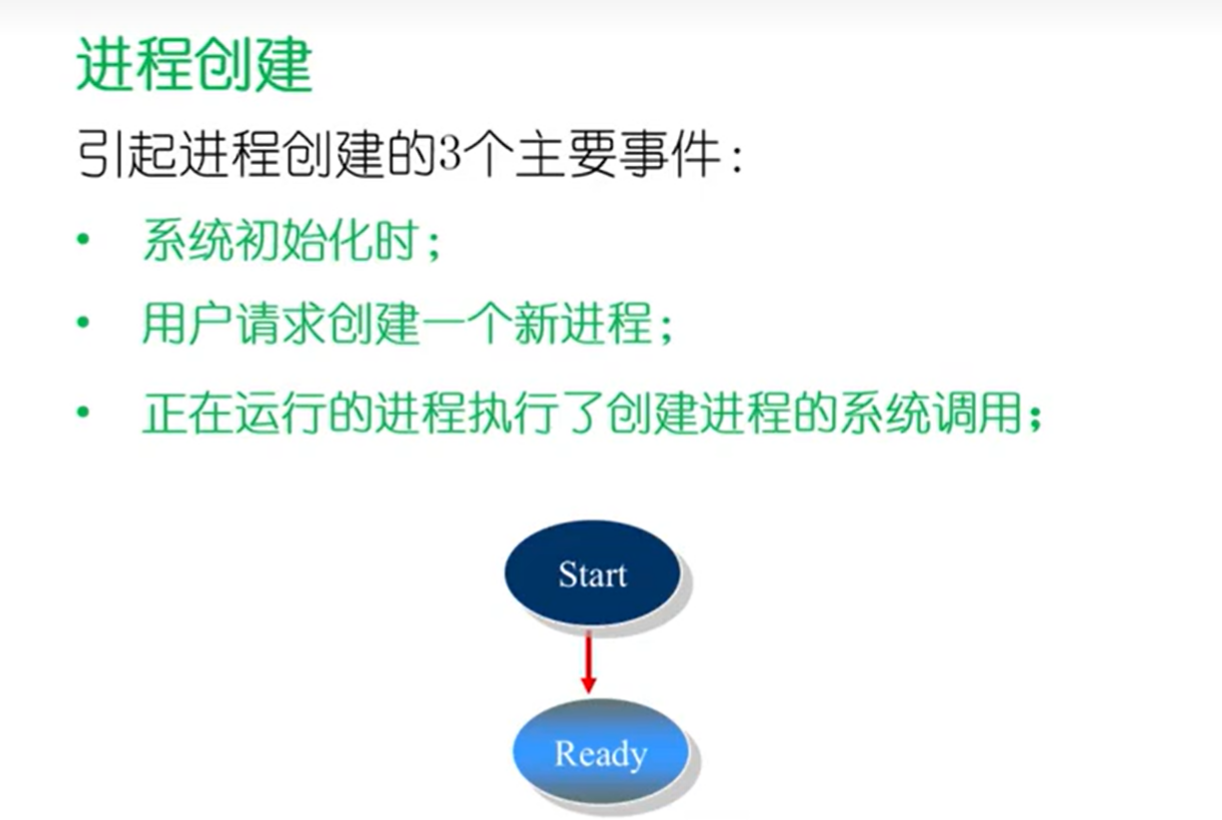 进程创建
引起进程创建的3个主要事件：
• 系统初始化时；
• 用户请求创建一个新进程；
• 正在运行的进程执行了创建进程的系统调用；
Start
Ready